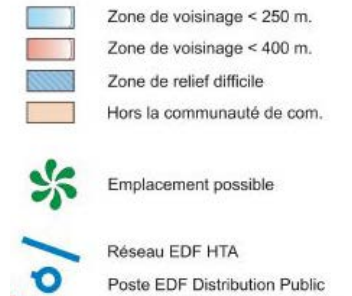 Zone de voisinage < 250 m.
Zone de voisinage < 400 m.
Zone de relief difficile
Hors la communauté de com.
Emplacement possible
Réseau EDF HTA
Poste EDF Distribution Public